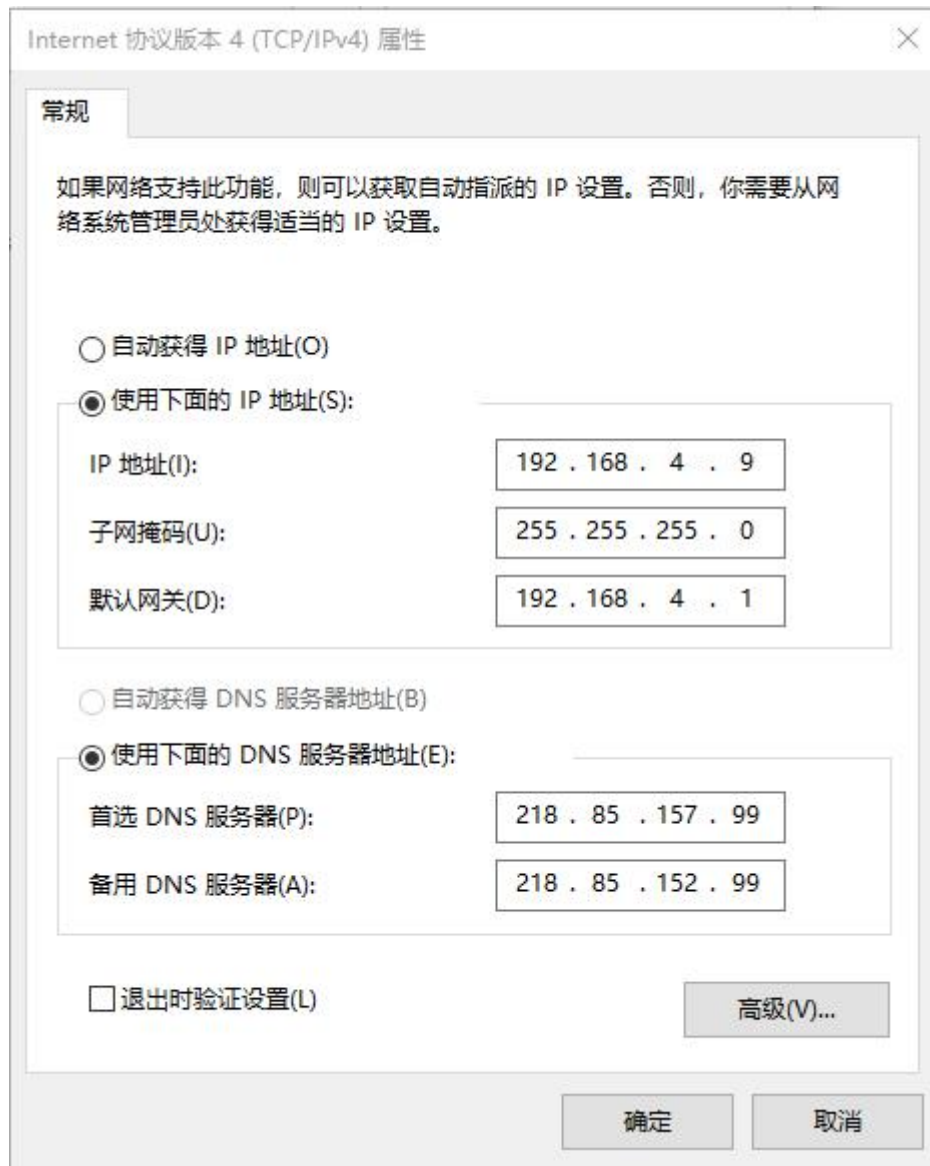 Internet 协议版本 4 (TCP/IPv4) 属性
常规
如果网络支持此功能，则可以获取自动指派的 IP 设置。否则，你需要从网
络系统管理员处获得适当的 IP 设置。
自动获得 IP 地址(O)
使用下面的 IP 地址(S):
IP 地址(I): 192 . 168 . 4 . 9
子网掩码(U): 255 . 255 . 255 . 0
默认网关(D): 192 . 168 . 4 . 1
自动获得 DNS 服务器地址(B)
使用下面的 DNS 服务器地址(E):
首选 DNS 服务器(P): 218 . 85 . 157 . 99
备用 DNS 服务器(A): 218 . 85 . 152 . 99
退出时验证设置(L)
高级(V)...
确定 取消